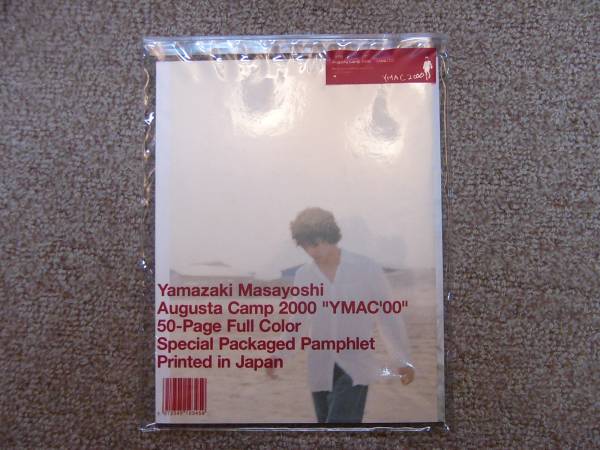 YMAC 2000
Yamazaki Masayoshi
Augusta Camp 2000 "YMAC'00"
50-Page Full Color
Special Packaged Pamphlet
Printed in Japan